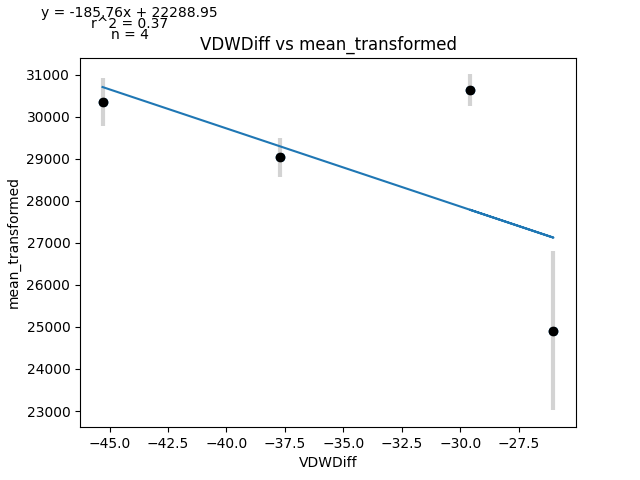 y = -185.76x + 22288.95
r^2 = 0.37
n = 4
VDWDiff vs mean_transformed
31000
30000
29000
28000
27000
26000
25000
24000
23000
mean_transformed
−45.0 −42.5 −40.0 −37.5 −35.0 −32.5 −30.0 −27.5
VDWDiff